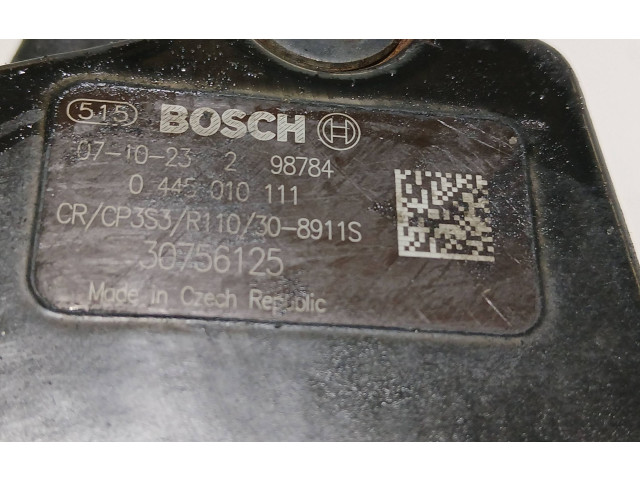 515 BOSCH
07-10-23 2 98784
0 445 010 111
CR/CP3S3/R110/30-8911S
30756125
Made in Czech Republic